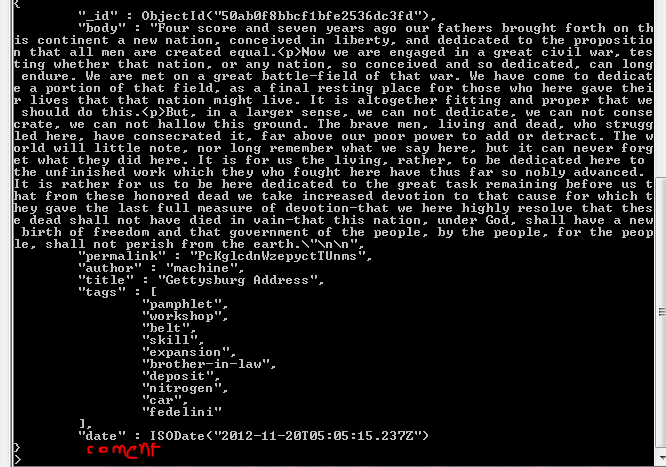 {
"_id" : ObjectId("50ab0f8bbcf1bfe2536dc3fd"),
"body" : "Four score and seven years ago our fathers brought forth on th
is continent a new nation, conceived in liberty, and dedicated to the propositio
n that all men are created equal.<p>Now we are engaged in a great civil war, tes
ting whether that nation, or any nation, so conceived and so dedicated, can long
 endure. We are met on a great battle-field of that war. We have come to dedicat
e a portion of that field, as a final resting place for those who here gave thei
r lives that that nation might live. It is altogether fitting and proper that we
 should do this.<p>But, in a larger sense, we can not dedicate, we can not conse
crate, we can not hallow this ground. The brave men, living and dead, who strugg
led here, have consecrated it, far above our poor power to add or detract. The w
orld will little note, nor long remember what we say here, but it can never forg
et what they did here. It is for us the living, rather, to be dedicated here to
the unfinished work which they who fought here have thus far so nobly advanced.
It is rather for us to be here dedicated to the great task remaining before us t
hat from these honored dead we take increased devotion to that cause for which t
hey gave the last full measure of devotion-that we here highly resolve that thes
e dead shall not have died in vain-that this nation, under God, shall have a new
 birth of freedom and that government of the people, by the people, for the peop
le, shall not perish from the earth.\"\n\n",
"permalink" : "PcKglcdnWzepyctTUnms",
"author" : "machine",
"title" : "Gettysburg Address",
"tags" : [
"pamphlet",
"workshop",
"belt",
"skill",
"expansion",
"brother-in-law",
"deposit",
"nitrogen",
"car",
"fedelini"
],
"date" : ISODate("2012-11-20T05:05:15.237Z")
}
coment
>